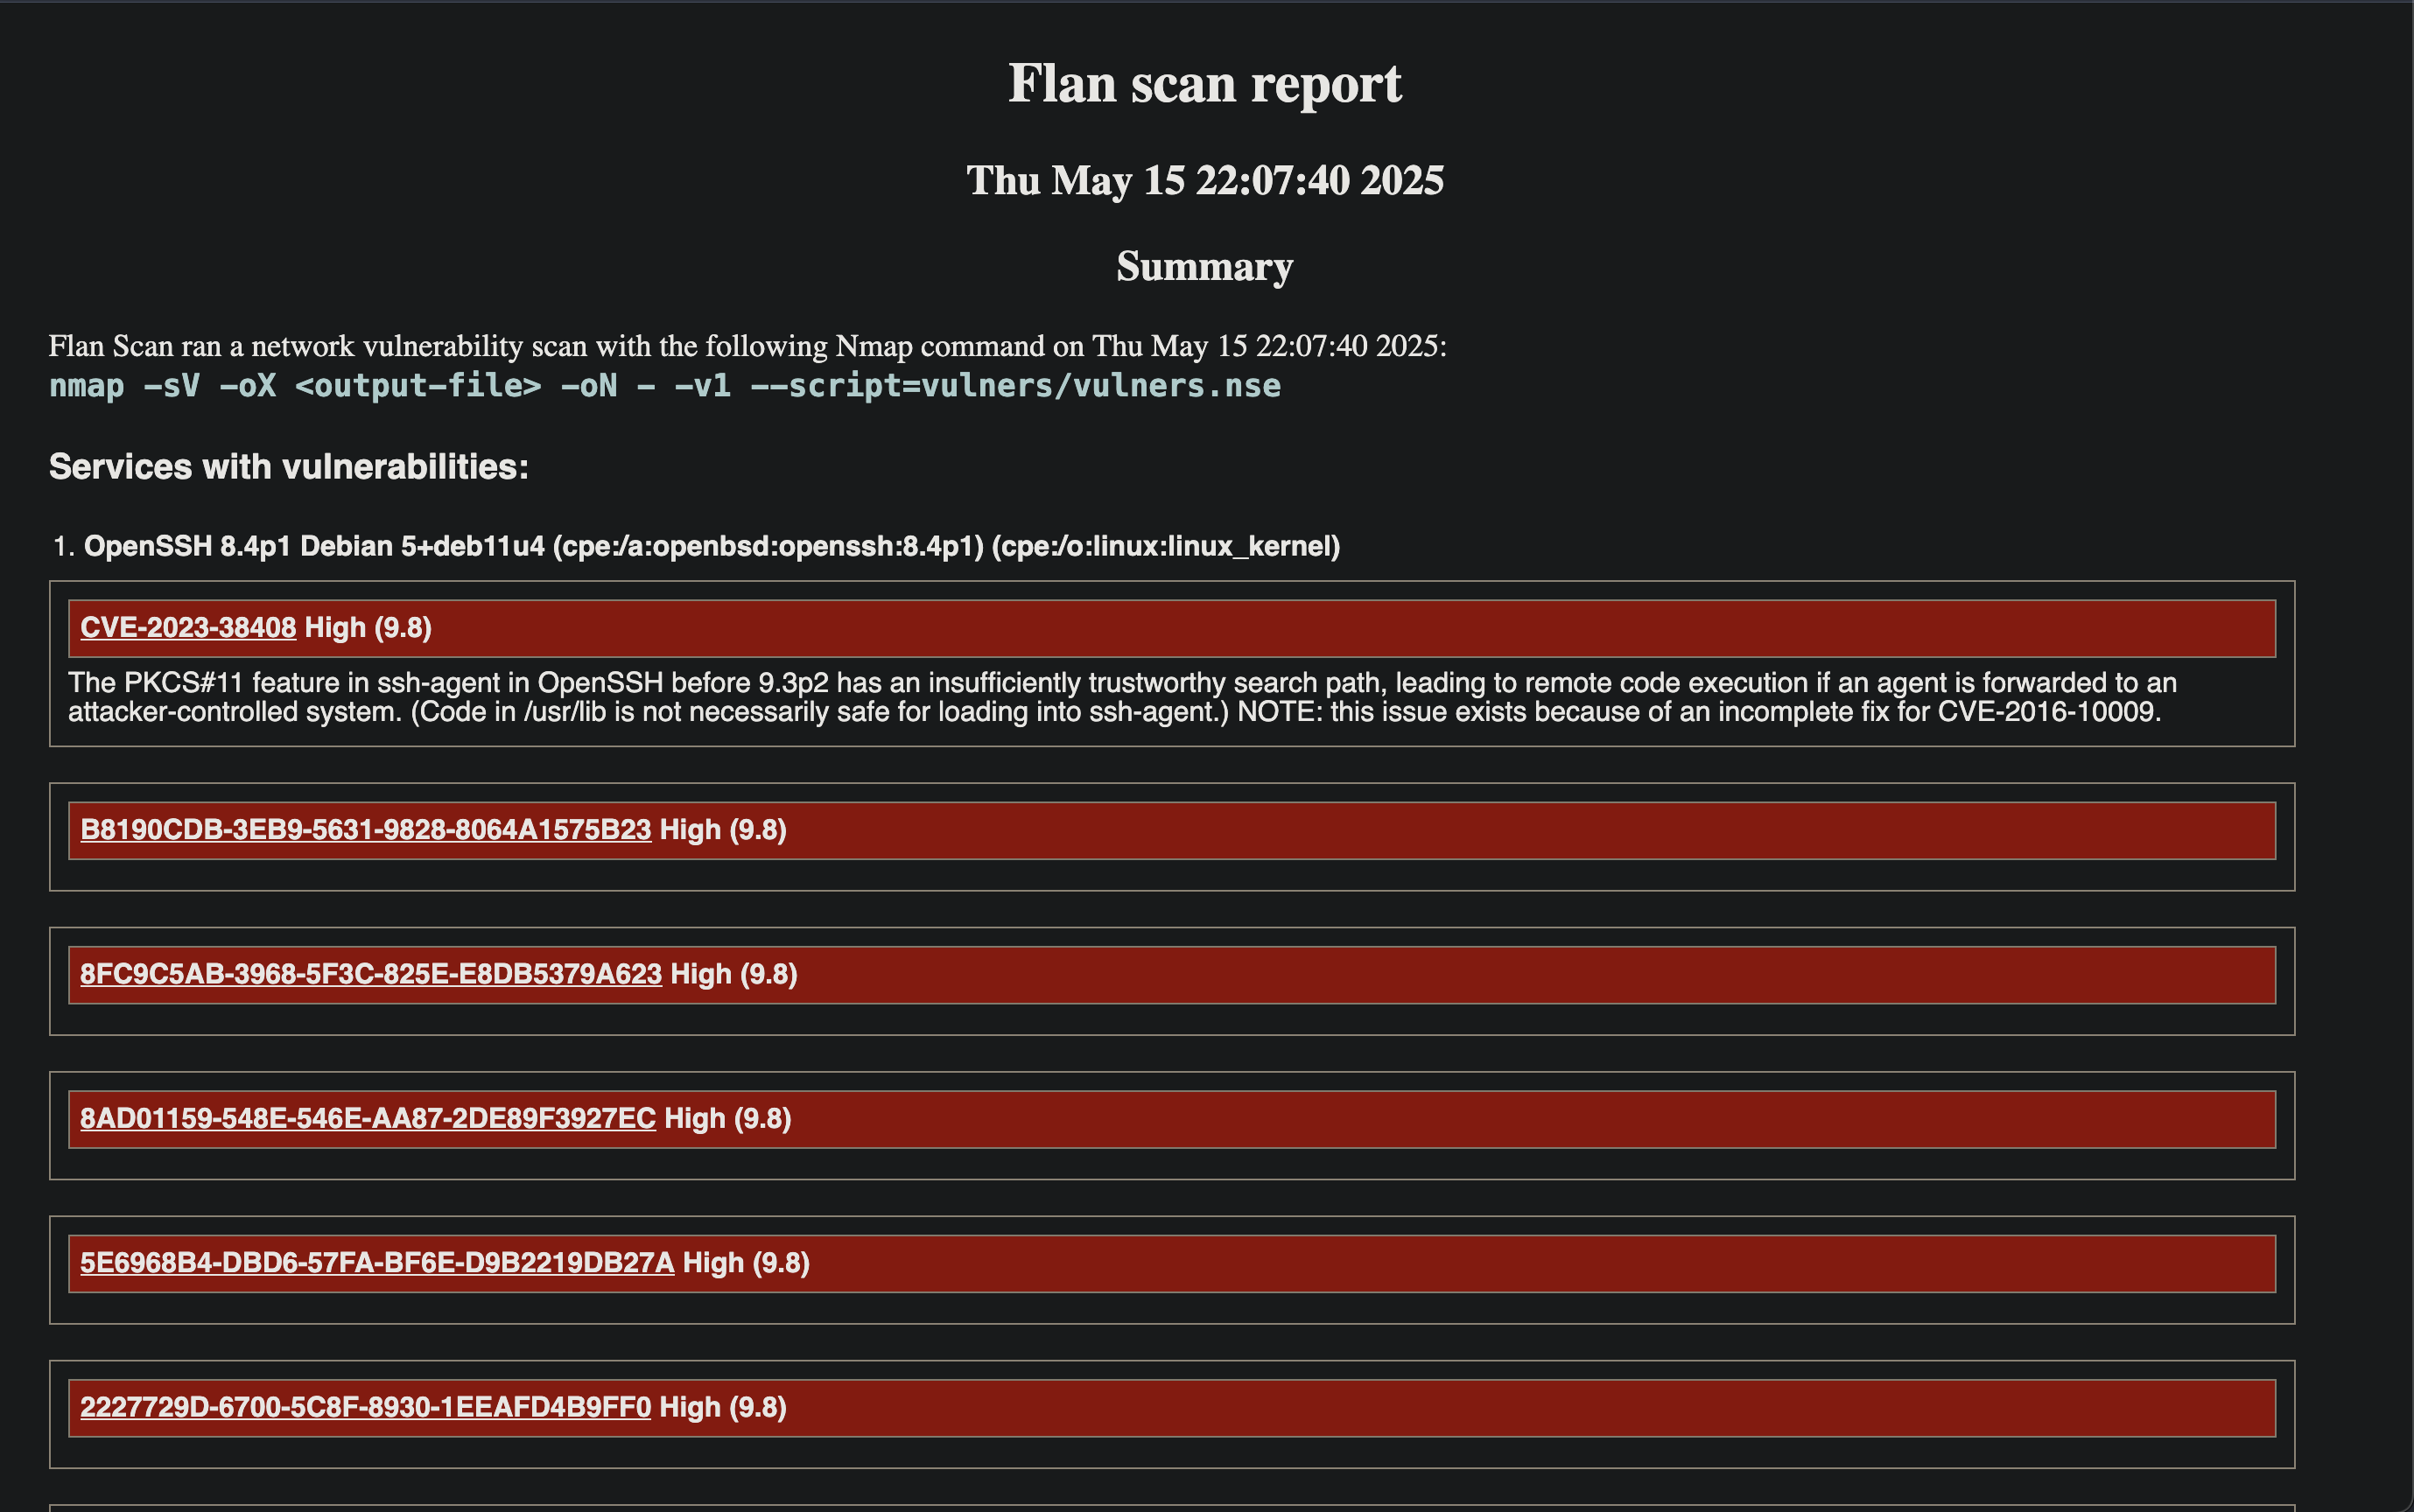 Flan scan report
Thu May 15 22:07:40 2025
Summary
Flan Scan ran a network vulnerability scan with the following Nmap command on Thu May 15 22:07:40 2025:
nmap -sV -oX <output-file> -oN - -v1 --script=vulners/vulners.nse
Services with vulnerabilities:
1. OpenSSH 8.4p1 Debian 5+deb11u4 (cpe:/a:openbsd:openssh:8.4p1) (cpe:/o:linux:linux_kernel)
CVE-2023-38408 High (9.8)
The PKCS#11 feature in ssh-agent in OpenSSH before 9.3p2 has an insufficiently trustworthy search path, leading to remote code execution if an agent is forwarded to an
attacker-controlled system. (Code in /usr/lib is not necessarily safe for loading into ssh-agent.) NOTE: this issue exists because of an incomplete fix for CVE-2016-10009.
B8190CDB-3EB9-5631-9828-8064A1575B23 High (9.8)
8FC9C5AB-3968-5F3C-825E-E8DB5379A623 High (9.8)
8AD01159-548E-546E-AA87-2DE89F3927EC High (9.8)
5E6968B4-DBD6-57FA-BF6E-D9B2219DB27A High (9.8)
2227729D-6700-5C8F-8930-1EEAFD4B9FF0 High (9.8)